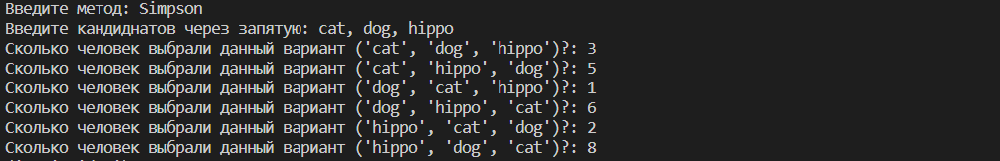 Введите метод: Simpson
Введите кандиднатов через запятую: cat, dog, hippo
Сколько человек выбрали данный вариант ('cat', 'dog', 'hippo')?: 3
Сколько человек выбрали данный вариант ('cat', 'hippo', 'dog')?: 5
Сколько человек выбрали данный вариант ('dog', 'cat', 'hippo')?: 1
Сколько человек выбрали данный вариант ('dog', 'hippo', 'cat')?: 6
Сколько человек выбрали данный вариант ('hippo', 'cat', 'dog')?: 2
Сколько человек выбрали данный вариант ('hippo', 'dog', 'cat')?: 8